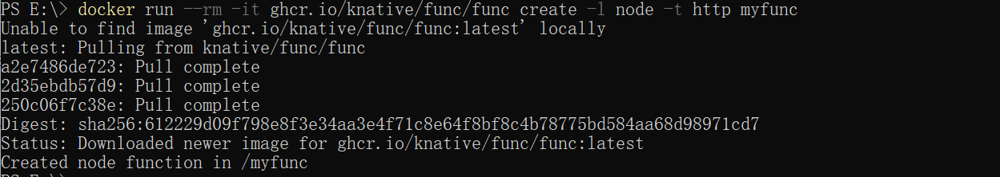 PS E:\> docker run --rm -it ghcr.io/knative/func/func create -l node -t http myfunc
Unable to find image 'ghcr.io/knative/func/func:latest' locally
latest: Pulling from knative/func/func
a2e7486de723: Pull complete
2d35ebdb57d9: Pull complete
250c06f7c38e: Pull complete
Digest: sha256:612229d09f798e8f3e34aa3e4f71c8e64f8bf8c4b78775bd584aa68d98971cd7
Status: Downloaded newer image for ghcr.io/knative/func/func:latest
Created node function in /myfunc
PS E:\>